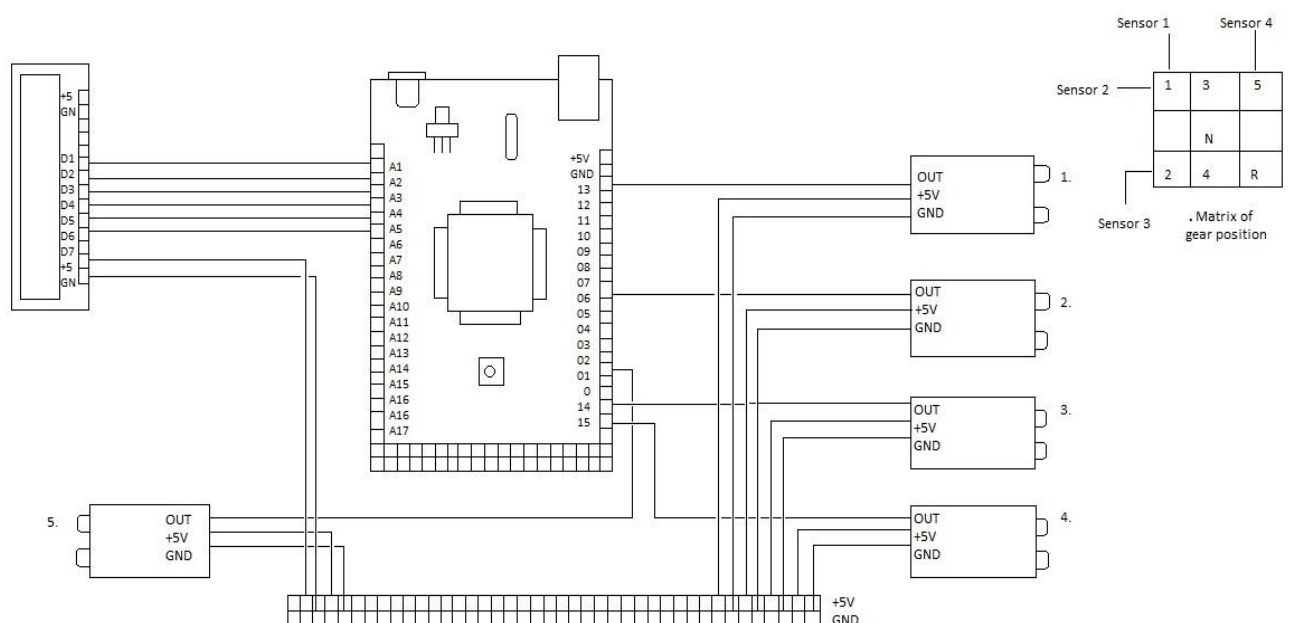 Sensor 1
Sensor 4
Sensor 2
1 3 5
N
2 4 R
Sensor 3
. Matrix of
gear position
+5
GN
D1
D2
D3
D4
D5
D6
D7
+5
GN
A1
A2
A3
A4
A5
A6
A7
A8
A9
A10
A11
A12
A13
A14
A15
A16
A16
A17
+5V
GND
13
12
11
10
09
08
07
06
05
04
03
02
01
0
14
15
OUT
+5V
GND
1.
OUT
+5V
GND
2.
OUT
+5V
GND
3.
OUT
+5V
GND
4.
5.
OUT
+5V
GND
+5V
GND